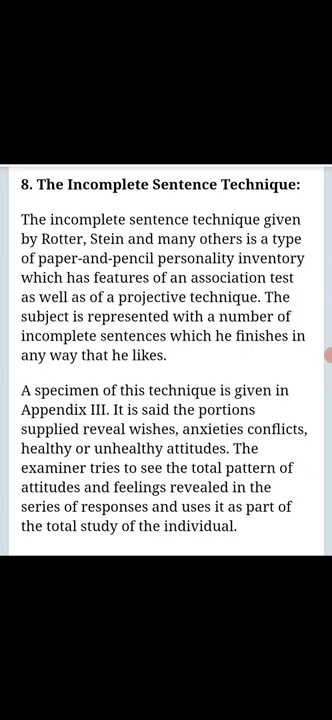 8. The Incomplete Sentence Technique:
The incomplete sentence technique given
by Rotter, Stein and many others is a type
of paper-and-pencil personality inventory
which has features of an association test
as well as of a projective technique. The
subject is represented with a number of
incomplete sentences which he finishes in
any way that he likes.
A specimen of this technique is given in
Appendix III. It is said the portions
supplied reveal wishes, anxieties conflicts,
healthy or unhealthy attitudes. The
examiner tries to see the total pattern of
attitudes and feelings revealed in the
series of responses and uses it as part of
the total study of the individual.